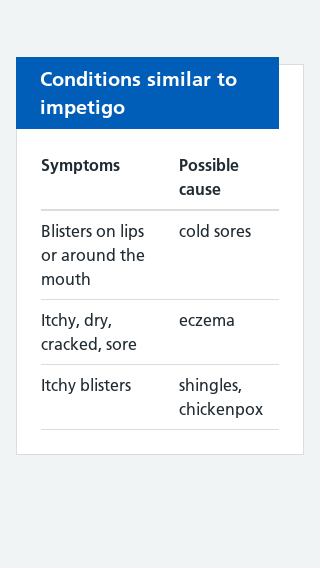 Conditions similar to
impetigo
Symptoms
Possible
cause
Blisters on lips
or around the
mouth
cold sores
Itchy, dry,
cracked, sore
eczema
Itchy blisters
shingles,
chickenpox